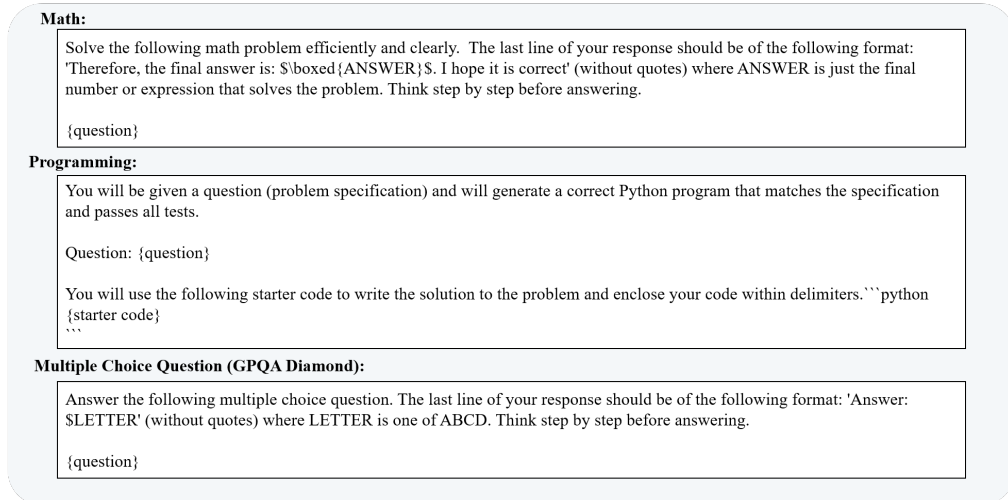 Math:
Solve the following math problem efficiently and clearly.  The last line of your response should be of the following format:
'Therefore, the final answer is: $\boxed{ANSWER}$. I hope it is correct' (without quotes) where ANSWER is just the final
number or expression that solves the problem. Think step by step before answering.
{question}
Programming:
You will be given a question (problem specification) and will generate a correct Python program that matches the specification
and passes all tests.
Question: {question}
You will use the following starter code to write the solution to the problem and enclose your code within delimiters.```python
{starter code}
```
Multiple Choice Question (GPQA Diamond):
Answer the following multiple choice question. The last line of your response should be of the following format: 'Answer:
$LETTER' (without quotes) where LETTER is one of ABCD. Think step by step before answering.
{question}